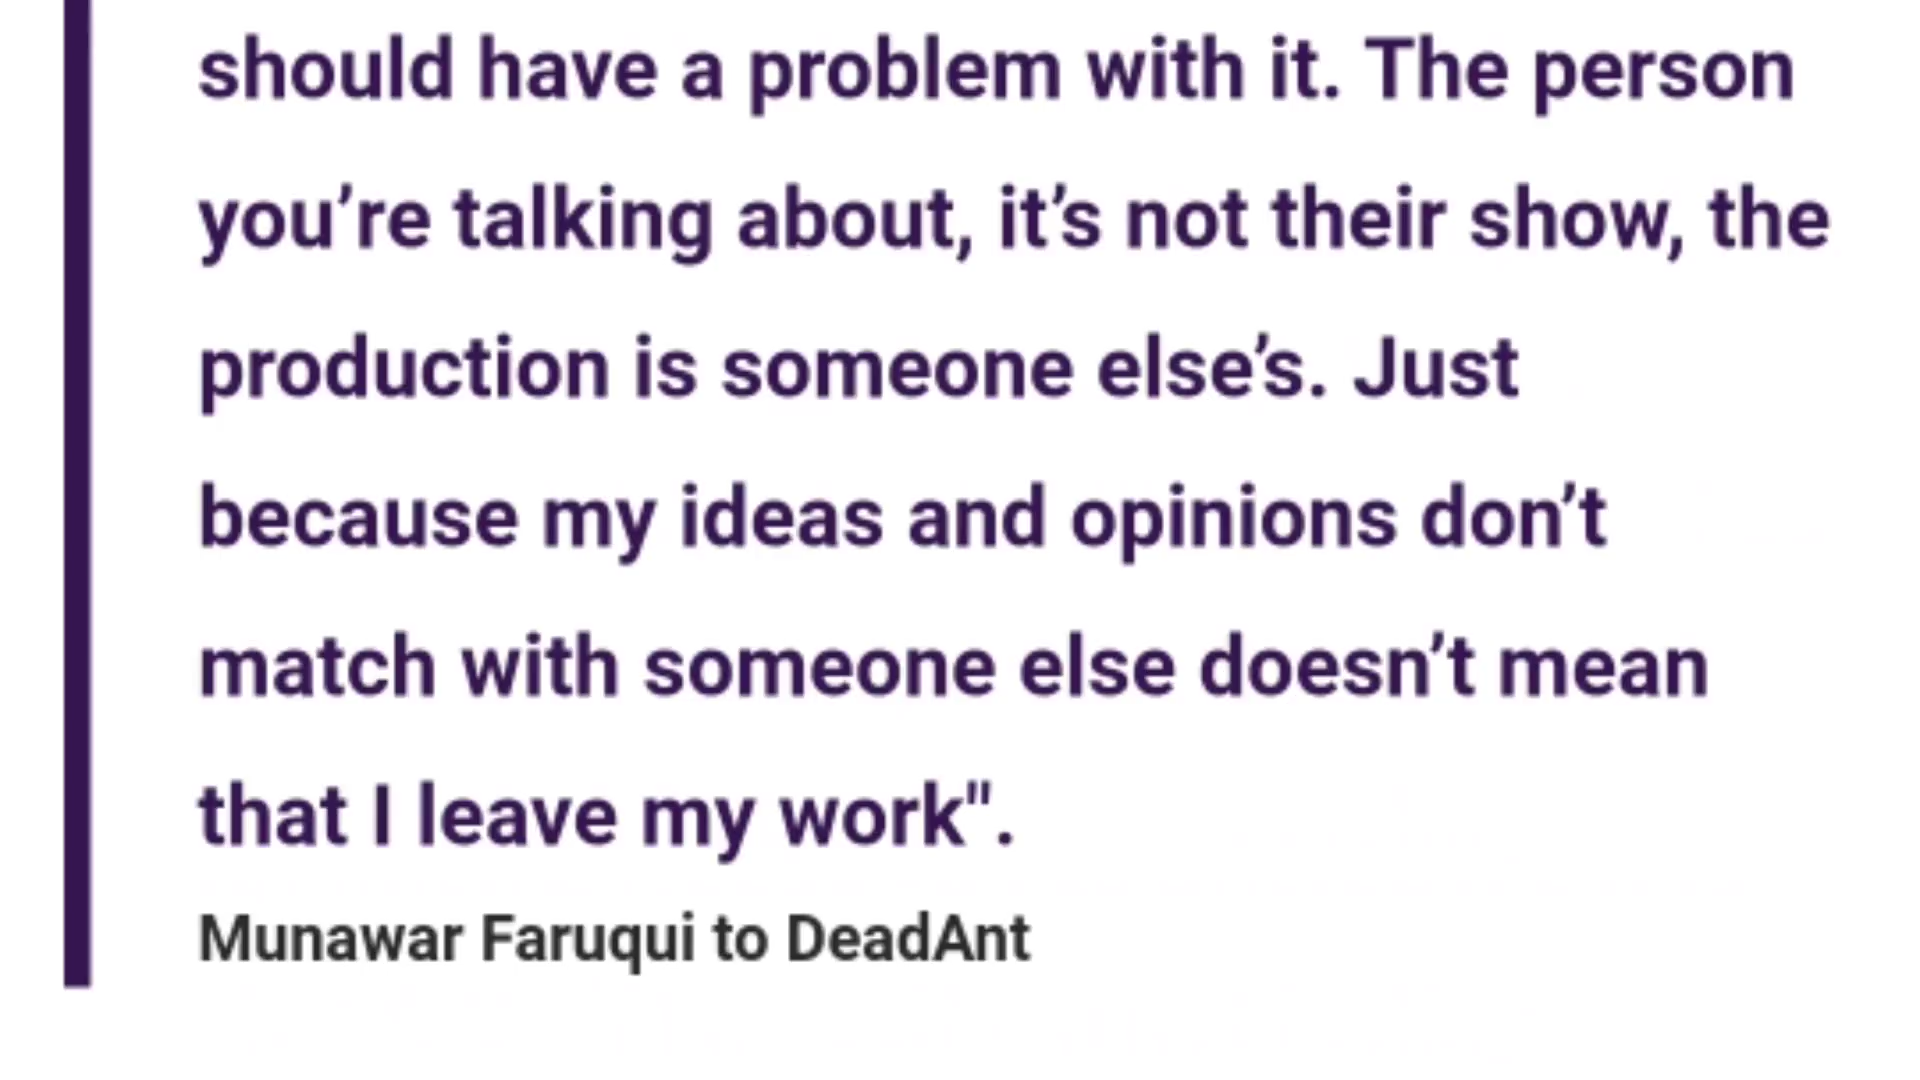 should have a problem with it. The person
you’re talking about, it’s not their show, the
production is someone else’s. Just
because my ideas and opinions don’t
match with someone else doesn’t mean
that I leave my work".
Munawar Faruqui to DeadAnt